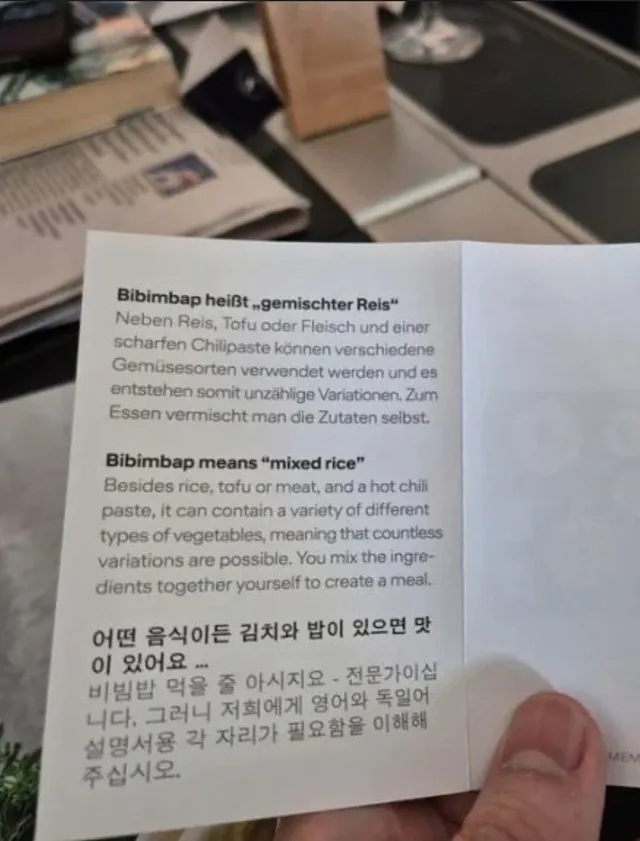 Bibimbap heißt „gemischter Reis“
Neben Reis, Tofu oder Fleisch und einer
scharfen Chilipaste können verschiedene
Gemüsesorten verwendet werden und es
entstehen somit unzählige Variationen. Zum
Essen vermischt man die Zutaten selbst.
Bibimbap means “mixed rice”
Besides rice, tofu or meat, and a hot chili
paste, it can contain a variety of different
types of vegetables, meaning that countless
variations are possible. You mix the ingre-
dients together yourself to create a meal.
어떤 음식이든 김치와 밥이 있으면 맛
이 있어요 ...
비빔밥 먹을 줄 아시지요 - 전문가이십
니다. 그러니 저희에게 영어와 독일어
설명서용 각 자리가 필요함을 이해해
주십시오.